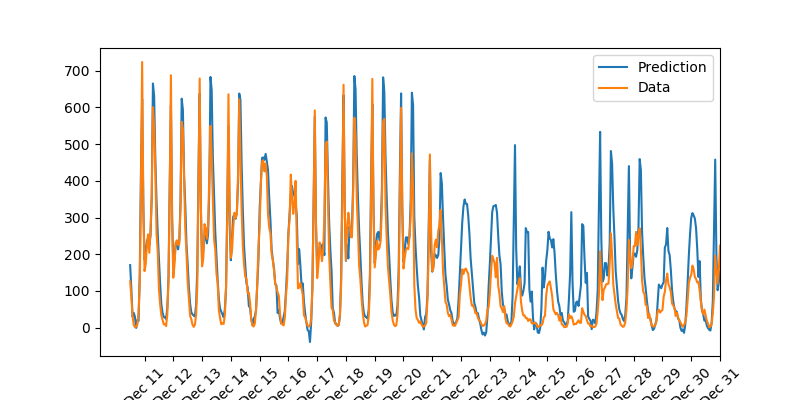 700
600
500
400
300
200
100
0
Prediction
Data
Dec 11
Dec 12
Dec 13
Dec 14
Dec 15
Dec 16
Dec 17
Dec 18
Dec 19
Dec 20
Dec 21
Dec 22
Dec 23
Dec 24
Dec 25
Dec 26
Dec 27
Dec 28
Dec 29
Dec 30
Dec 31